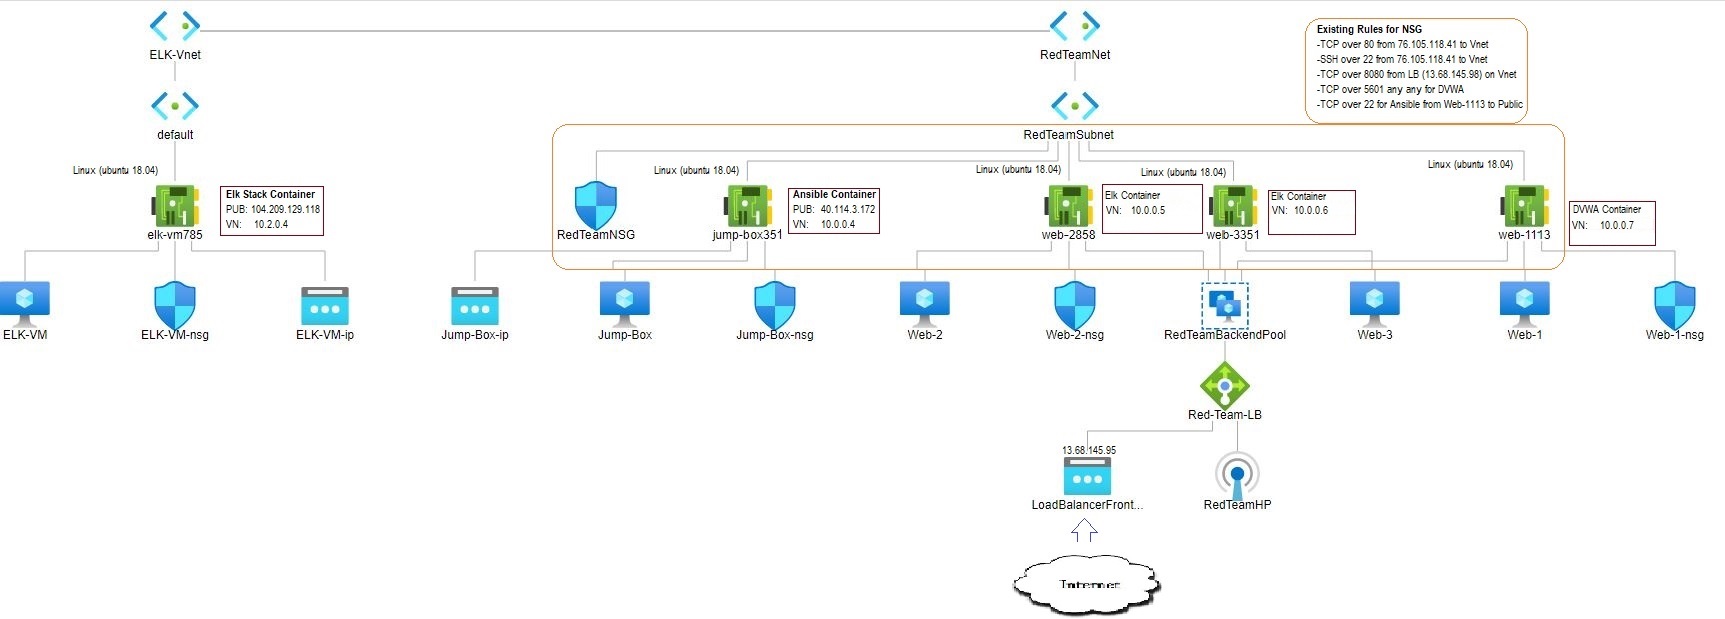 ELK-Vnet
RedTeamNet
Existing Rules for NSG
-TCP over 80 from 76.105.118.41 to Vnet
-SSH over 22 from 76.105.118.41 to Vnet
-TCP over 8080 from LB (13.68.145.98) on Vnet
-TCP over 5601 any any for DVWA
-TCP over 22 for Ansible from Web-1113 to Public
default
RedTeamSubnet
Linux (ubuntu 18.04)
Linux (ubuntu 18.04)
Linux (ubuntu 18.04)
Linux (ubuntu 18.04)
Linux (ubuntu 18.04)
Elk Stack Container
PUB: 104.209.129.118
VN: 10.2.0.4
Ansible Container
PUB: 40.114.3.172
VN: 10.0.0.4
Elk Container
VN: 10.0.0.5
Elk Container
VN: 10.0.0.6
DVWA Container
VN: 10.0.0.7
elk-vm785
RedTeamNSG
jump-box351
web-2858
web-3351
web-1113
ELK-VM
ELK-VM-nsg
ELK-VM-ip
Jump-Box-ip
Jump-Box
Jump-Box-nsg
Web-2
Web-2-nsg
RedTeamBackendPool
Web-3
Web-1
Web-1-nsg
Red-Team-LB
13.68.145.95
LoadBalancerFront...
RedTeamHP
Internet